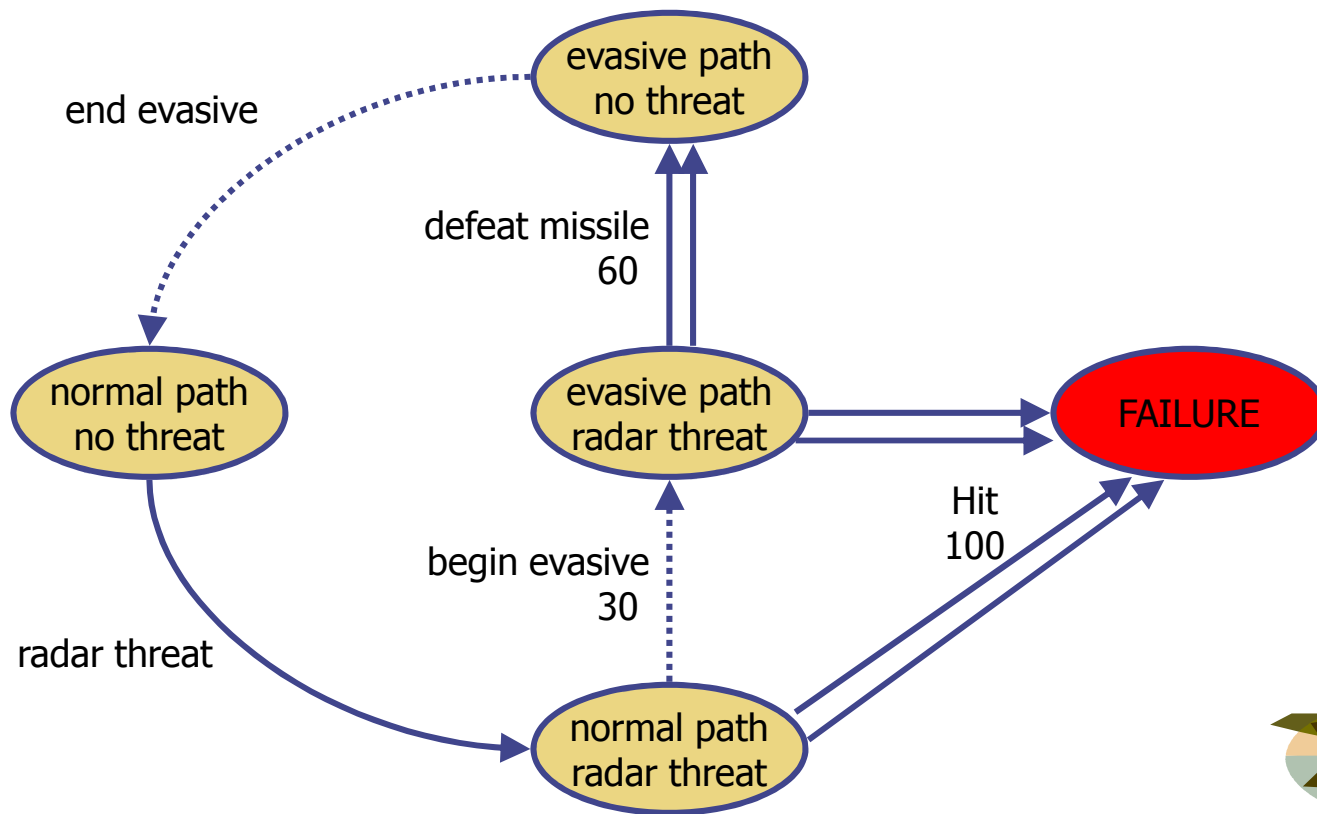 evasive path
no threat
end evasive
defeat missile
60
normal path
no threat
evasive path
radar threat
FAILURE
Hit
100
begin evasive
30
radar threat
normal path
radar threat